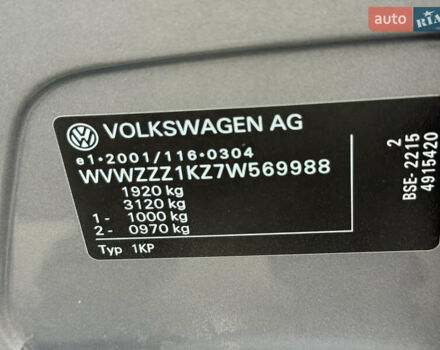 auto.RIA
VOLKSWAGEN AG
e1*2001/116*0304
WVWZZZ1KZ7W569988
1920 kg
3120 kg
1- 1000 kg
2- 0970 kg
Typ 1KP
2
BSE-2215
4915420